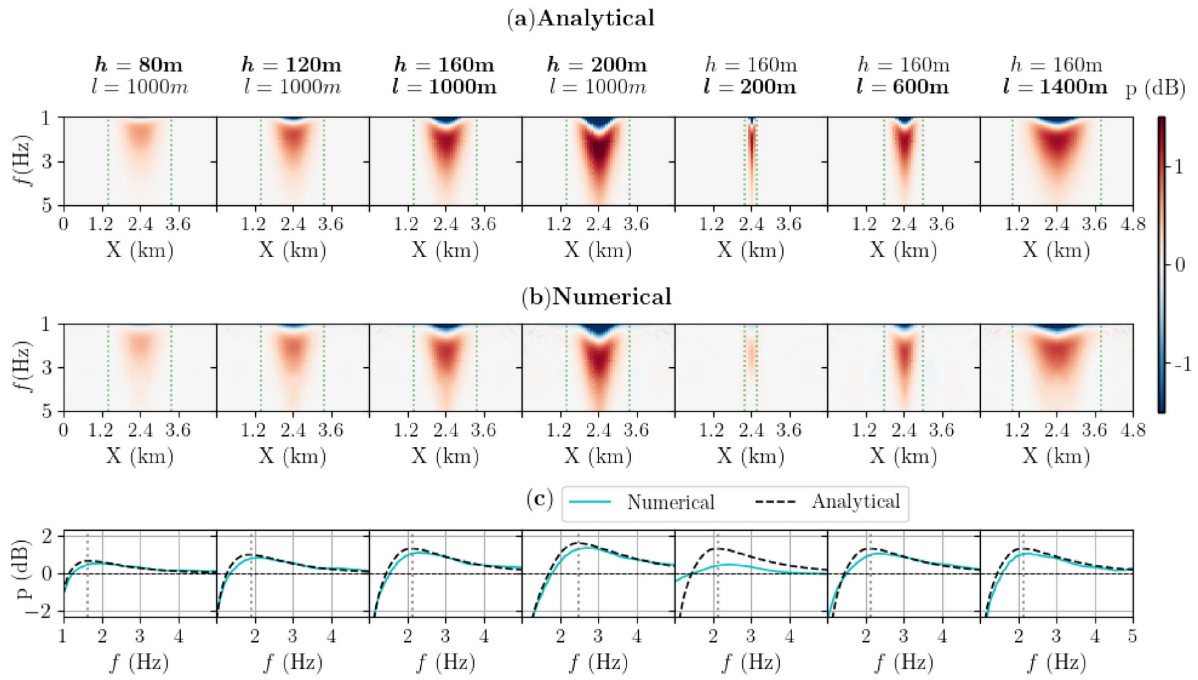 (a)Analytical
h = 80m h = 120m h = 160m h = 200m h = 160m h = 160m h = 160m
l = 1000m l = 1000m l = 1000m l = 1000m l = 200m l = 600m l = 1400m p (dB)
f(Hz) 1 3 5
0 1.2 2.4 3.6 1.2 2.4 3.6 1.2 2.4 3.6 1.2 2.4 3.6 1.2 2.4 3.6 1.2 2.4 3.6 1.2 2.4 3.6 4.8
X (km) X (km) X (km) X (km) X (km) X (km) X (km)
1 0 -1
(b)Numerical
f(Hz) 1 3 5
0 1.2 2.4 3.6 1.2 2.4 3.6 1.2 2.4 3.6 1.2 2.4 3.6 1.2 2.4 3.6 1.2 2.4 3.6 1.2 2.4 3.6 4.8
X (km) X (km) X (km) X (km) X (km) X (km) X (km)
(c) Numerical Analytical
p (dB) 2 0 −2
1 2 3 4 2 3 4 2 3 4 2 3 4 2 3 4 2 3 4 2 3 4 5
f (Hz) f (Hz) f (Hz) f (Hz) f (Hz) f (Hz) f (Hz)